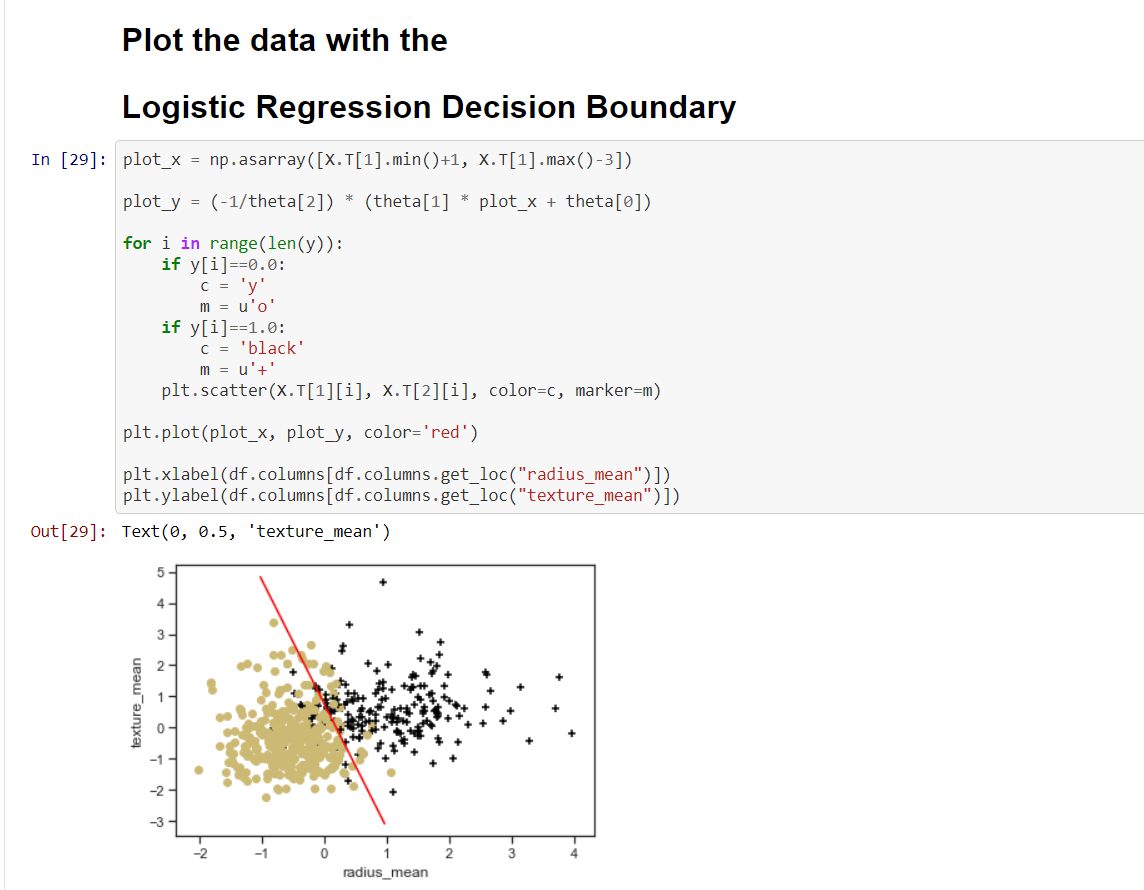 Plot the data with the
Logistic Regression Decision Boundary
In [29]:
plot_x = np.asarray([X.T[1].min()+1, X.T[1].max()-3])
plot_y = (-1/theta[2]) * (theta[1] * plot_x + theta[0])
for i in range(len(y)):
    if y[i]==0.0:
        c = 'y'
        m = u'o'
    if y[i]==1.0:
        c = 'black'
        m = u'+'
    plt.scatter(X.T[1][i], X.T[2][i], color=c, marker=m)
plt.plot(plot_x, plot_y, color='red')
plt.xlabel(df.columns[df.columns.get_loc("radius_mean")])
plt.ylabel(df.columns[df.columns.get_loc("texture_mean")])
Out[29]: Text(0, 0.5, 'texture_mean')
5
4
3
2
1
0
−1
−2
−3
texture_mean
−2 −1 0 1 2 3 4
radius_mean